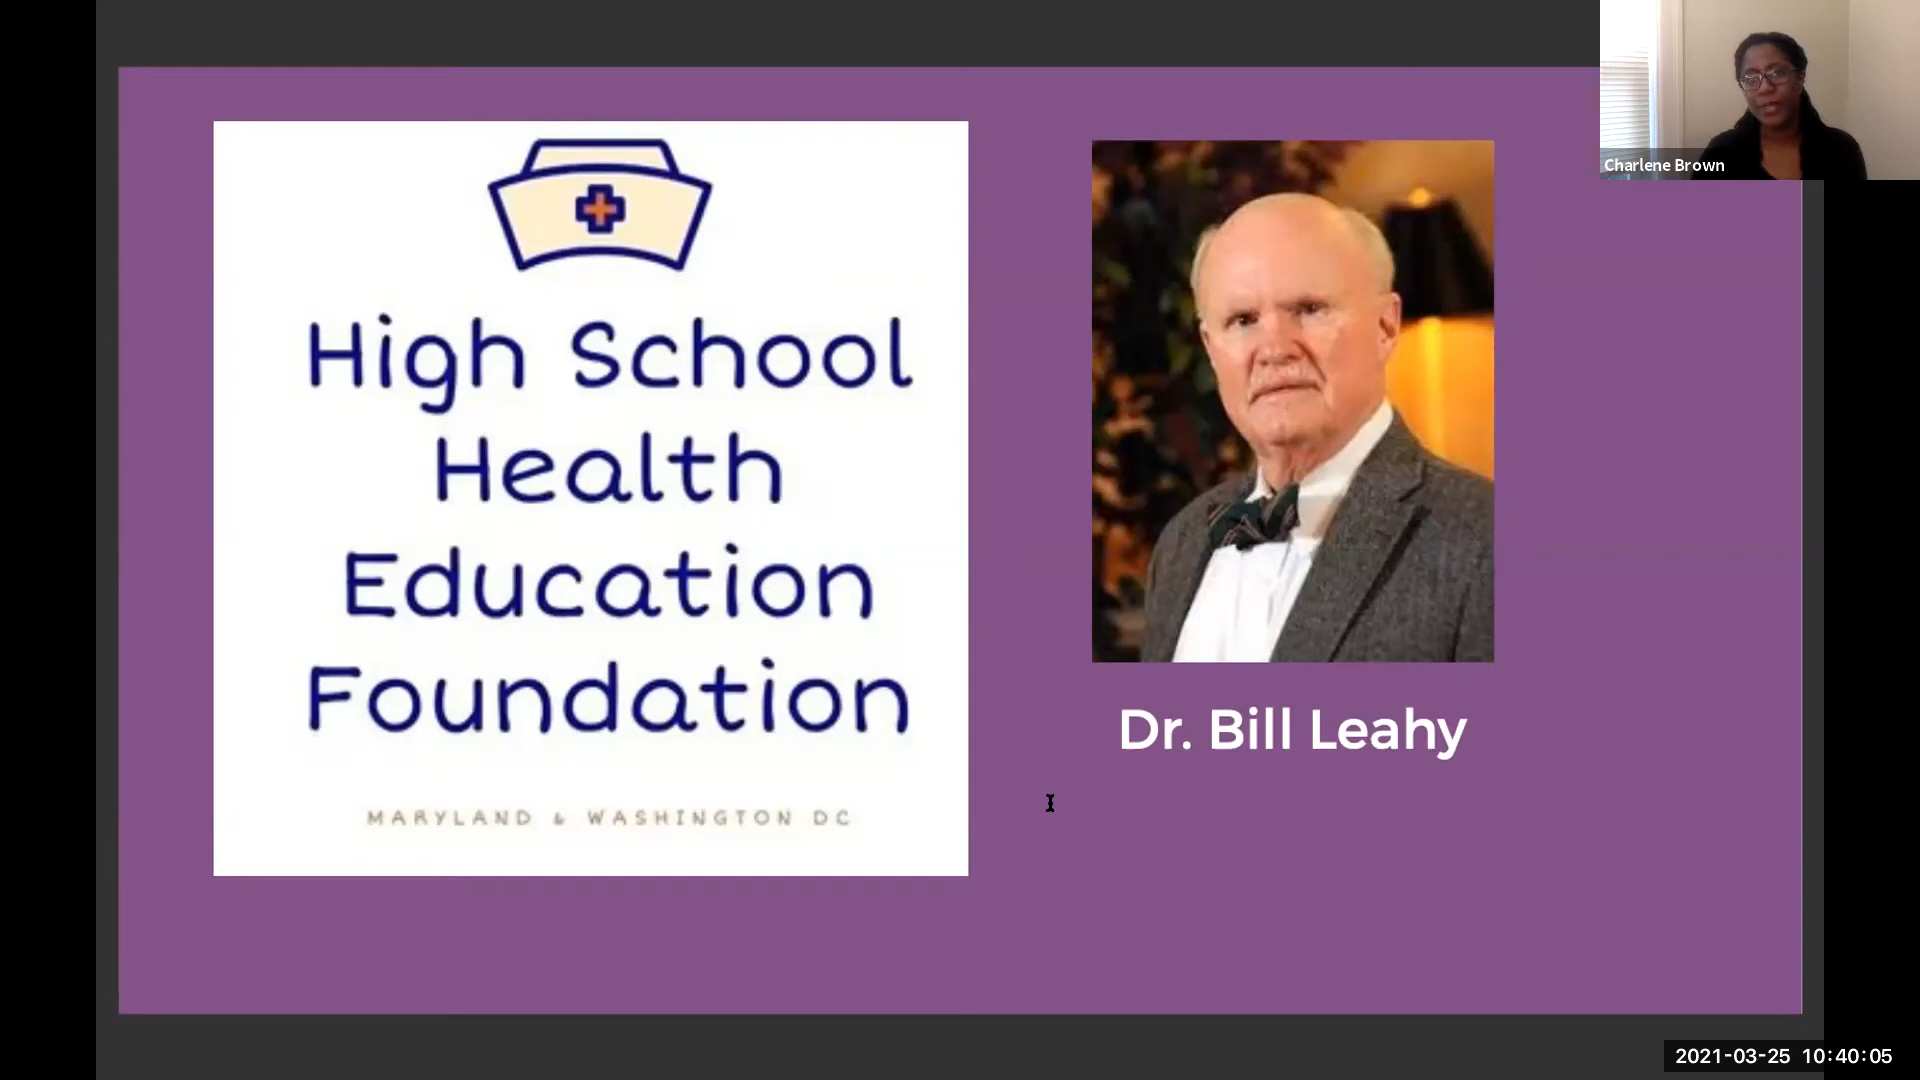 Charlene Brown
High School
Health
Education
Foundation
MARYLAND & WASHINGTON DC
Dr. Bill Leahy
2021-03-25 10:40:05